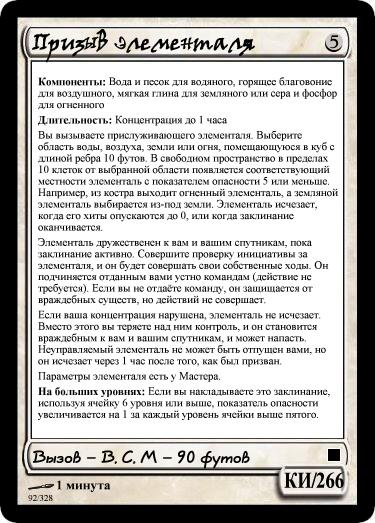 Призыв элементаля
5
Компоненты: Вода и песок для водяного, горящее благовоние
для воздушного, мягкая глина для земляного или сера и фосфор
для огненного
Длительность: Концентрация до 1 часа
Вы вызываете прислуживающего элементаля. Выберите
область воды, воздуха, земли или огня, помещающуюся в куб с
длиной ребра 10 футов. В свободном пространство в пределах
10 клеток от выбранной области появляется соответствующий
местности элементаль с показателем опасности 5 или меньше.
Например, из костра выходит огненный элементаль, а земляной
элементаль выбирается из-под земли. Элементаль исчезает,
когда его хиты опускаются до 0, или когда заклинание
оканчивается.
Элементаль дружественен к вам и вашим спутникам, пока
заклинание активно. Совершите проверку инициативы за
элементаля, и он будет совершать свои собственные ходы. Он
подчиняется отданным вами устно командам (действие не
требуется). Если вы не отдаёте команду, он защищается от
враждебных существ, но действий не совершает.
Если ваша концентрация нарушена, элементаль не исчезает.
Вместо этого вы теряете над ним контроль, и он становится
враждебным к вам и вашим спутникам, и может напасть.
Неуправляемый элементаль не может быть отпущен вами, но
он исчезает через 1 час после того, как был призван.
Параметры элементаля есть у Мастера.
На больших уровнях: Если вы накладываете это заклинание,
используя ячейку 6 уровня или выше, показатель опасности
увеличивается на 1 за каждый уровень ячейки выше пятого.
Вызов – В, С, М – 90 футов
КИ/266
1 минута
92/328